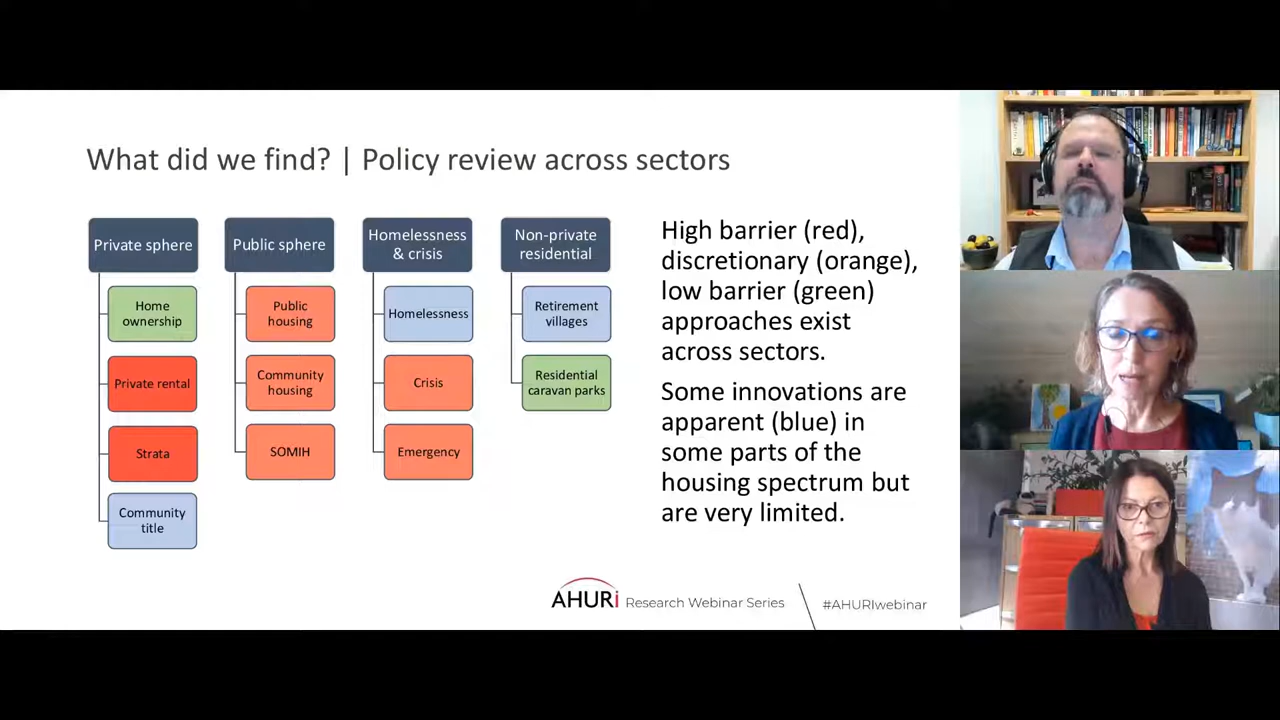 What did we find? | Policy review across sectors
Private sphere
Home
ownership
Private rental
Strata
Community
title
Public sphere
Public
housing
Community
housing
SOMIH
Homelessness
& crisis
Homelessness
Crisis
Emergency
Non-private
residential
Retirement
villages
Residential
caravan parks
High barrier (red),
discretionary (orange),
low barrier (green)
approaches exist
across sectors.
Some innovations are
apparent (blue) in
some parts of the
housing spectrum but
are very limited.
AHURi Research Webinar Series
#AHURIwebinar